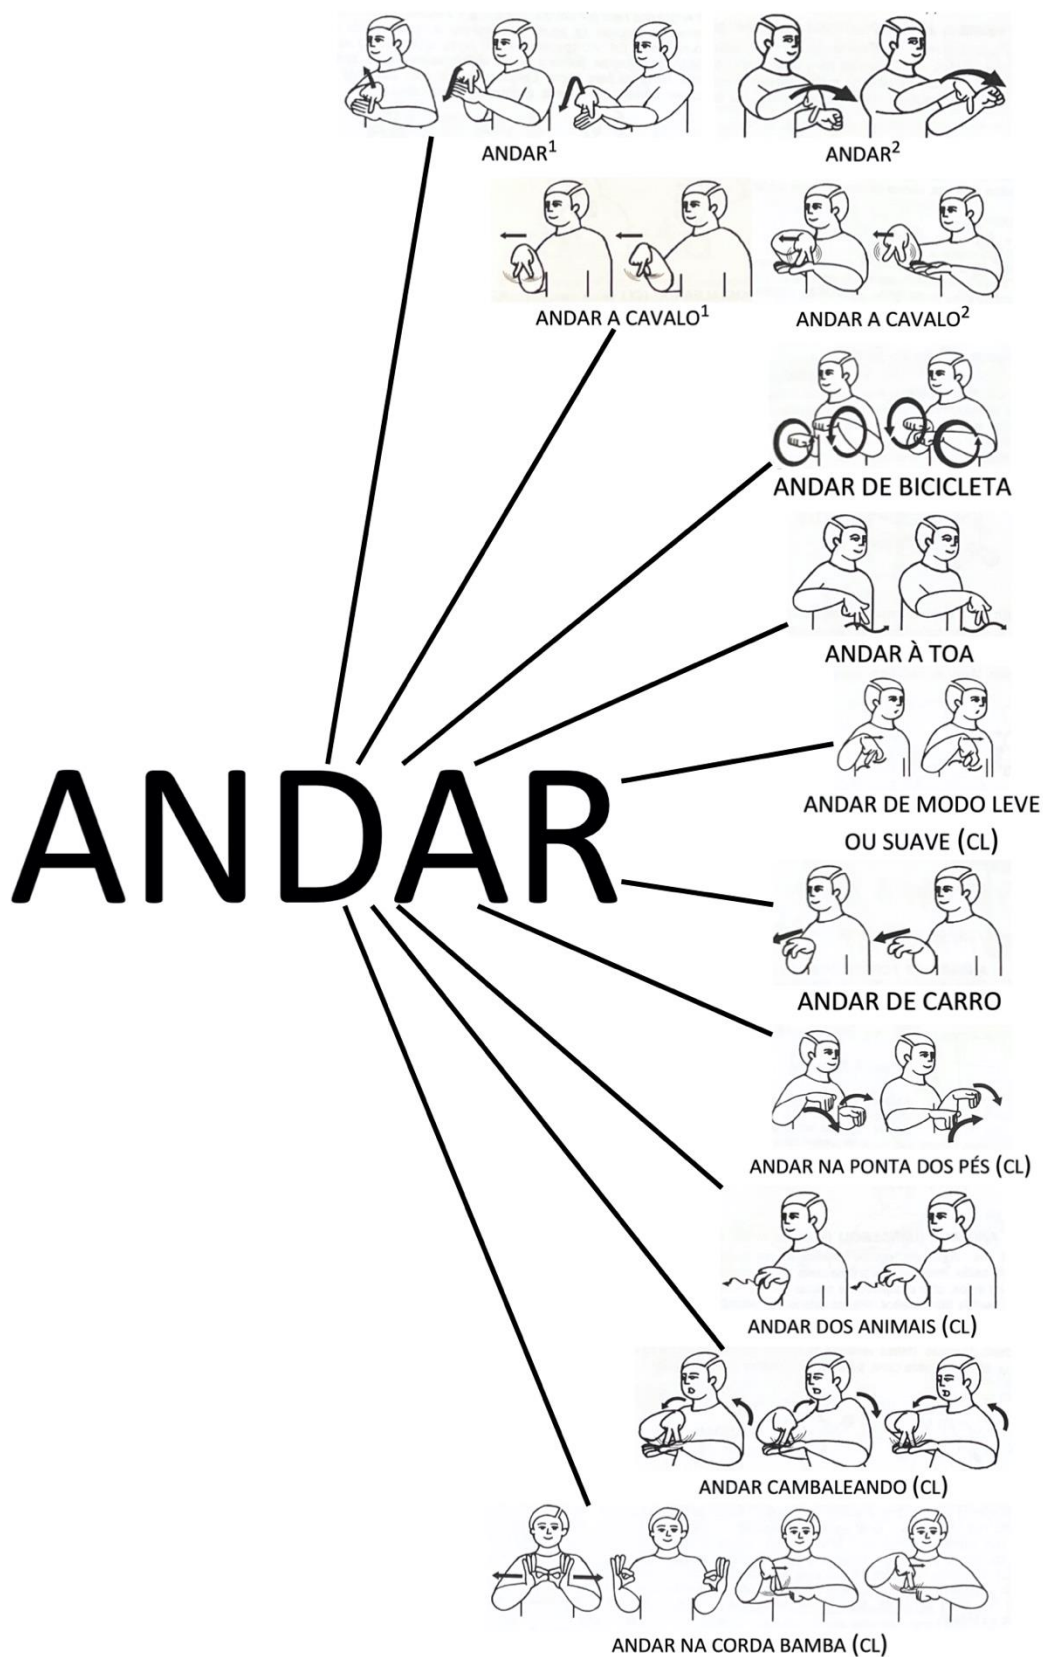 ANDAR¹
ANDAR²
ANDAR A CAVALO¹
ANDAR A CAVALO²
ANDAR DE BICICLETA
ANDAR À TOA
ANDAR DE MODO LEVE
OU SUAVE (CL)
ANDAR
ANDAR DE CARRO
ANDAR NA PONTA DOS PÉS (CL)
ANDAR DOS ANIMAIS (CL)
ANDAR CAMBALEANDO (CL)
ANDAR NA CORDA BAMBA (CL)